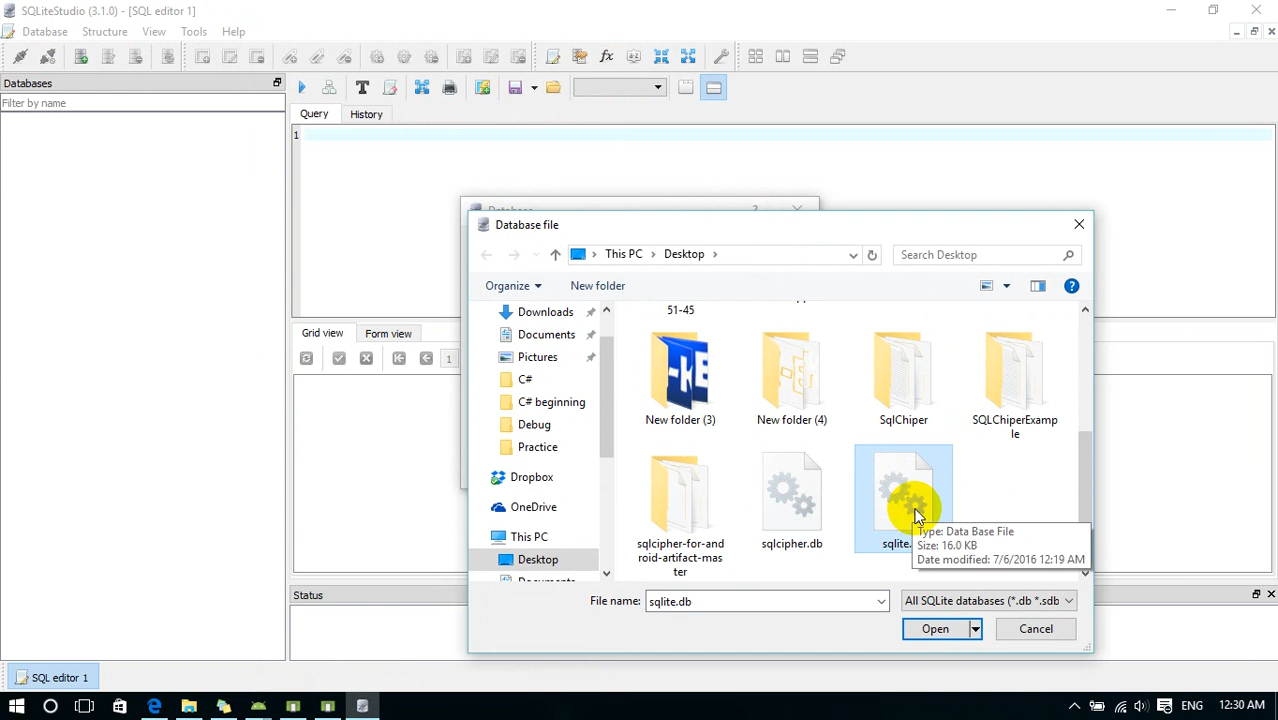 SQLiteStudio (3.1.0) - [SQL editor 1]
Database Structure View Tools Help
Databases
Filter by name
Query History
1
Database ?
Database file
This PC Desktop
Search Desktop
Organize New folder
51-45
Downloads
Documents
Pictures
C#
C# beginning
Debug
Practice
Dropbox
OneDrive
This PC
Desktop
Documents
New folder (3) New folder (4) SqlChiper SQLChiperExample
sqlcipher-for-android-artifact-master
sqlcipher.db
sqlite.
Type: Data Base File
Size: 16.0 KB
Date modified: 7/6/2016 12:19 AM
File name: sqlite.db All SQLite databases (*.db *.sdb
Open Cancel
Grid view Form view
1
Status
SQL editor 1
ENG 12:30 AM